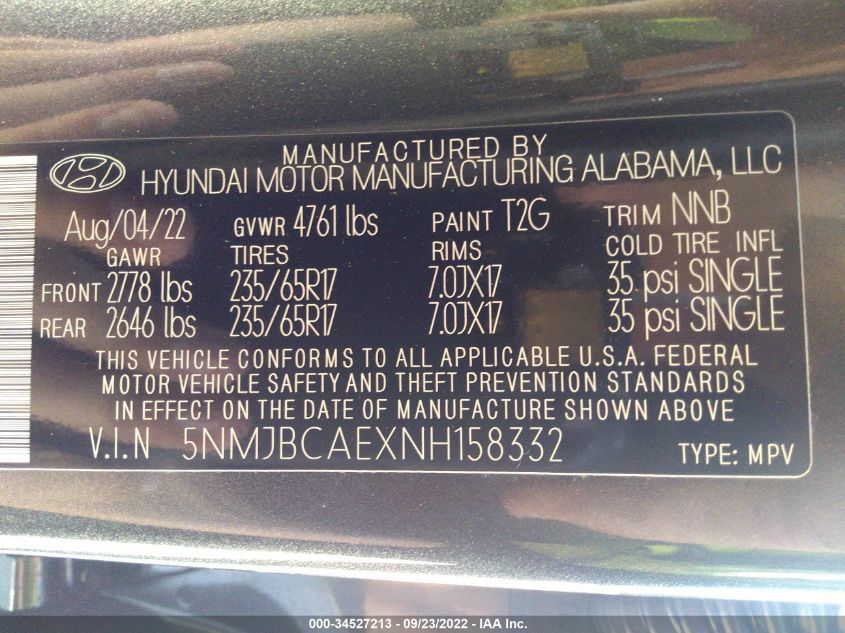 MANUFACTURED BY
HYUNDAI MOTOR MANUFACTURING ALABAMA, LLC
Aug/04/22 GVWR 4761 lbs PAINT T2G TRIM NNB
GAWR TIRES RIMS COLD TIRE INFL
FRONT 2778 lbs 235/65R17 7.0JX17 35 psi SINGLE
REAR 2646 lbs 235/65R17 7.0JX17 35 psi SINGLE
THIS VEHICLE CONFORMS TO ALL APPLICABLE U.S.A. FEDERAL
MOTOR VEHICLE SAFETY AND THEFT PREVENTION STANDARDS
IN EFFECT ON THE DATE OF MANUFACTURE SHOWN ABOVE
V.I.N 5NMJBCAEXNH158332 TYPE: MPV
000-34527213 - 09/23/2022 - © IAA, Inc.